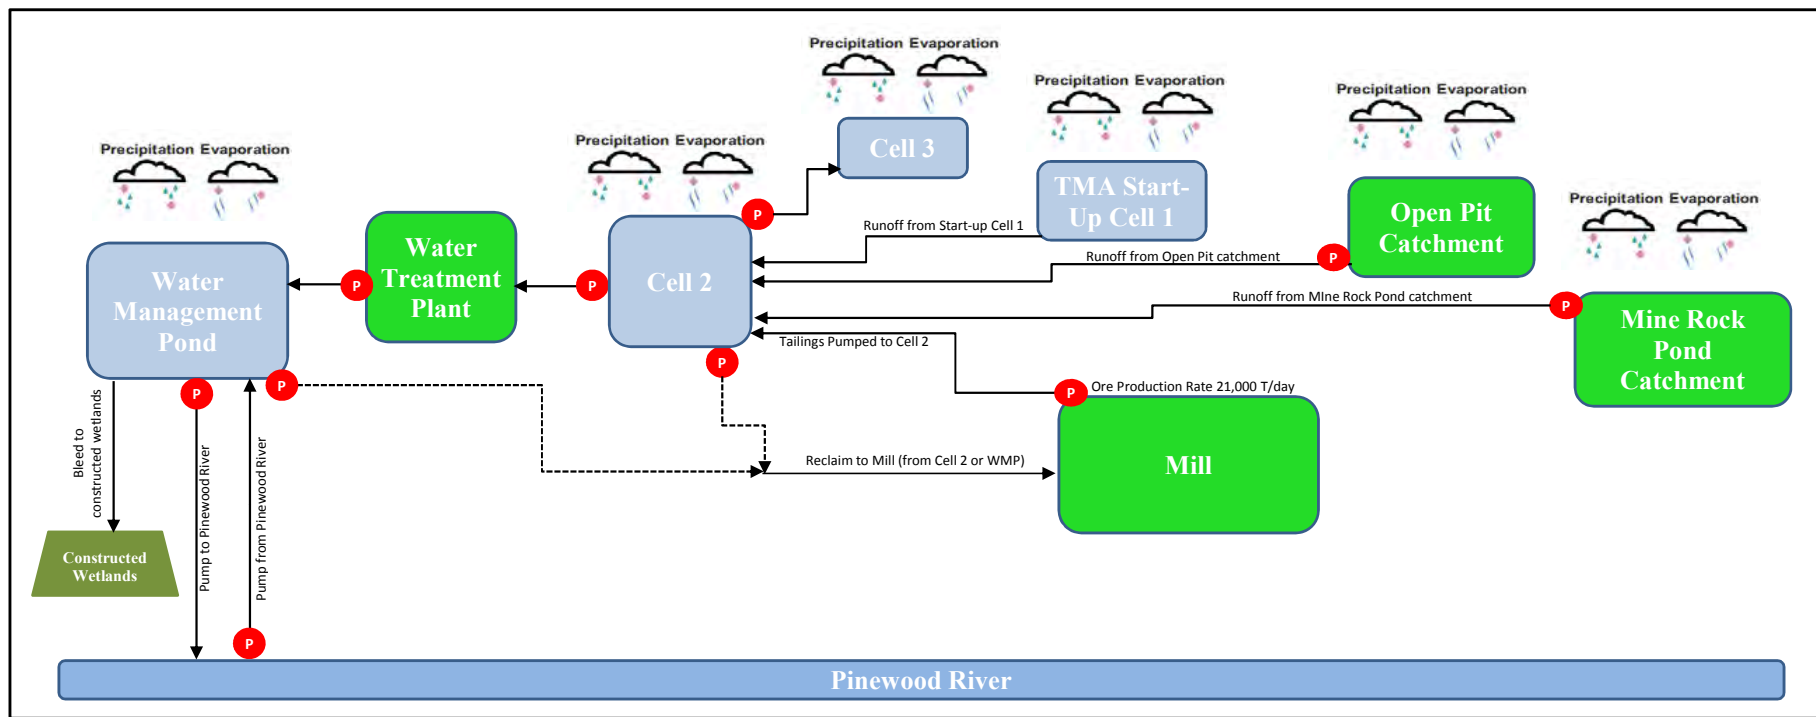 Precipitation Evaporation
Cell 3
Precipitation Evaporation
TMA Start-
Up Cell 1
Precipitation Evaporation
Open Pit
Catchment
Precipitation Evaporation
Mine Rock
Pond
Catchment
Precipitation Evaporation
Cell 2
Precipitation Evaporation
Water
Management
Pond
Water
Treatment
Plant
P
P
P
P
P
P
P
P
P
P
P
Runoff from Start-up Cell 1
Runoff from Open Pit catchment
Runoff from MIne Rock Pond catchment
Tailings Pumped to Cell 2
Ore Production Rate 21,000 T/day
Mill
Reclaim to Mill (from Cell 2 or WMP)
Bleed to
constructed wetlands
Pump to Pinewood River
Pump from Pinewood River
Constructed
Wetlands
Pinewood River